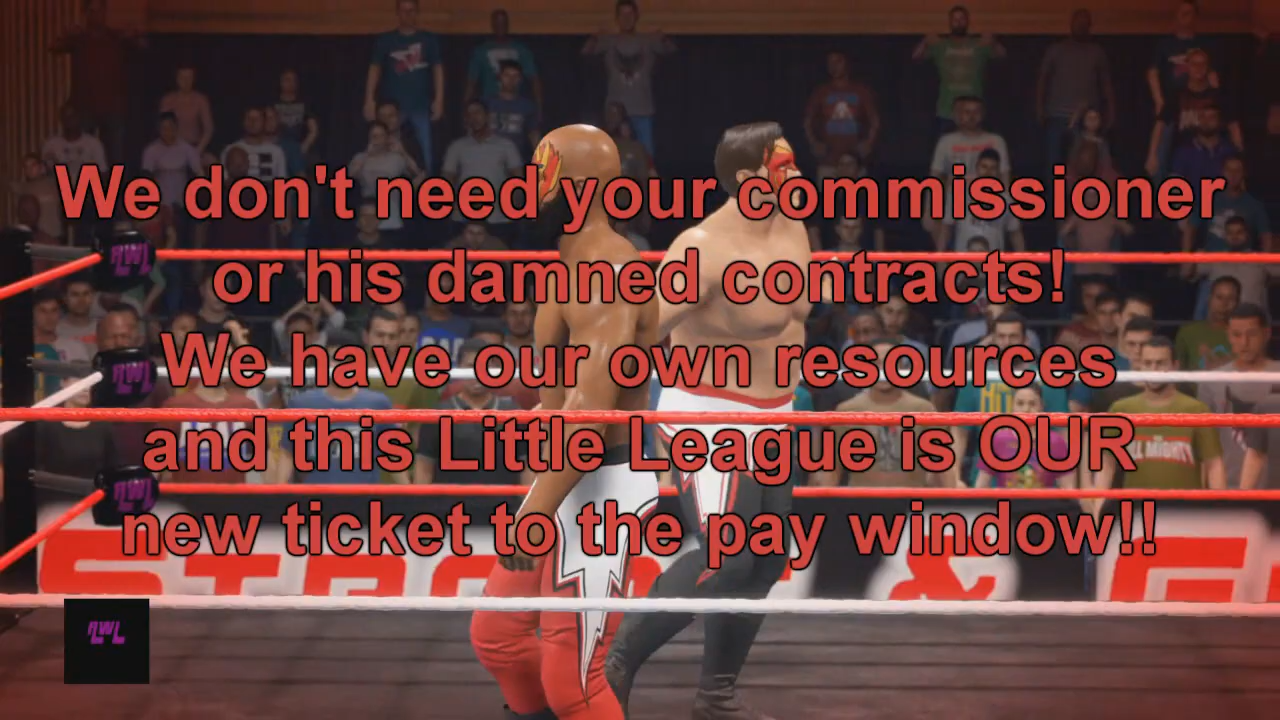 We don't need your commissioner
or his damned contracts!
We have our own resources
and this Little League is OUR
new ticket to the pay window!!
LWL